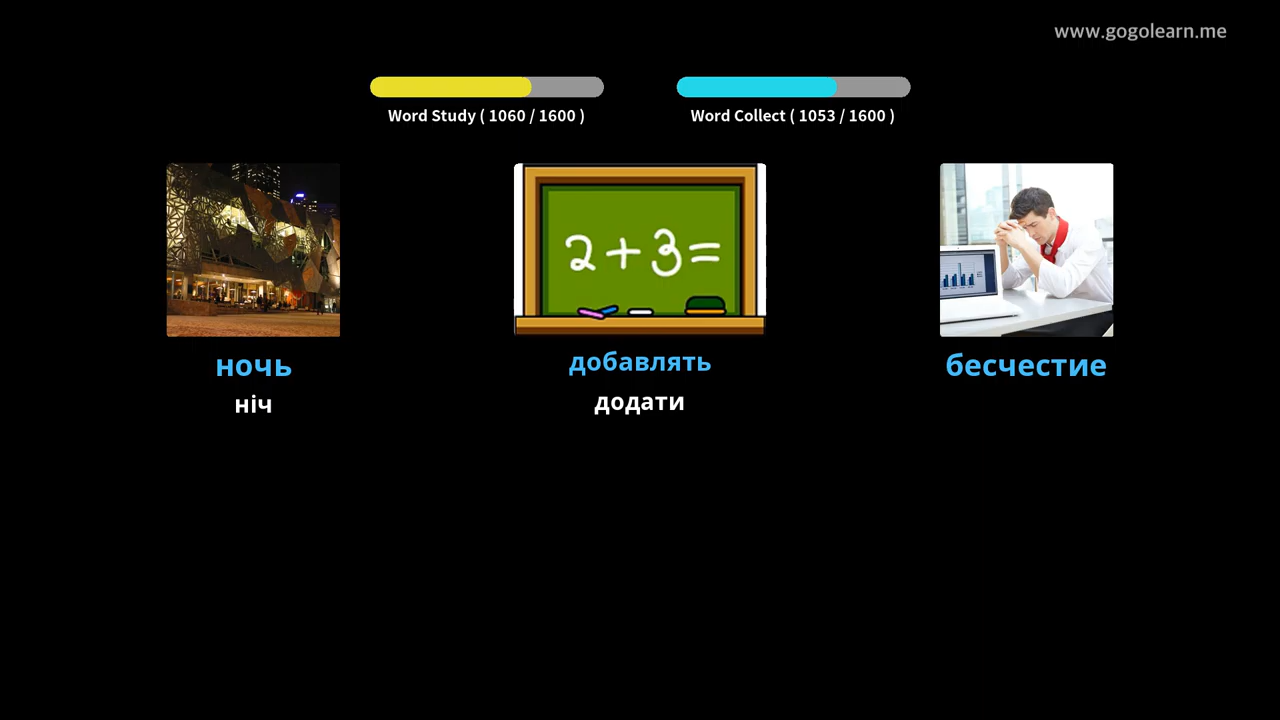 www.gogolearn.me
Word Study ( 1060 / 1600 )
Word Collect ( 1053 / 1600 )
2+3=
ночь
добавлять
бесчестие
ніч
додати